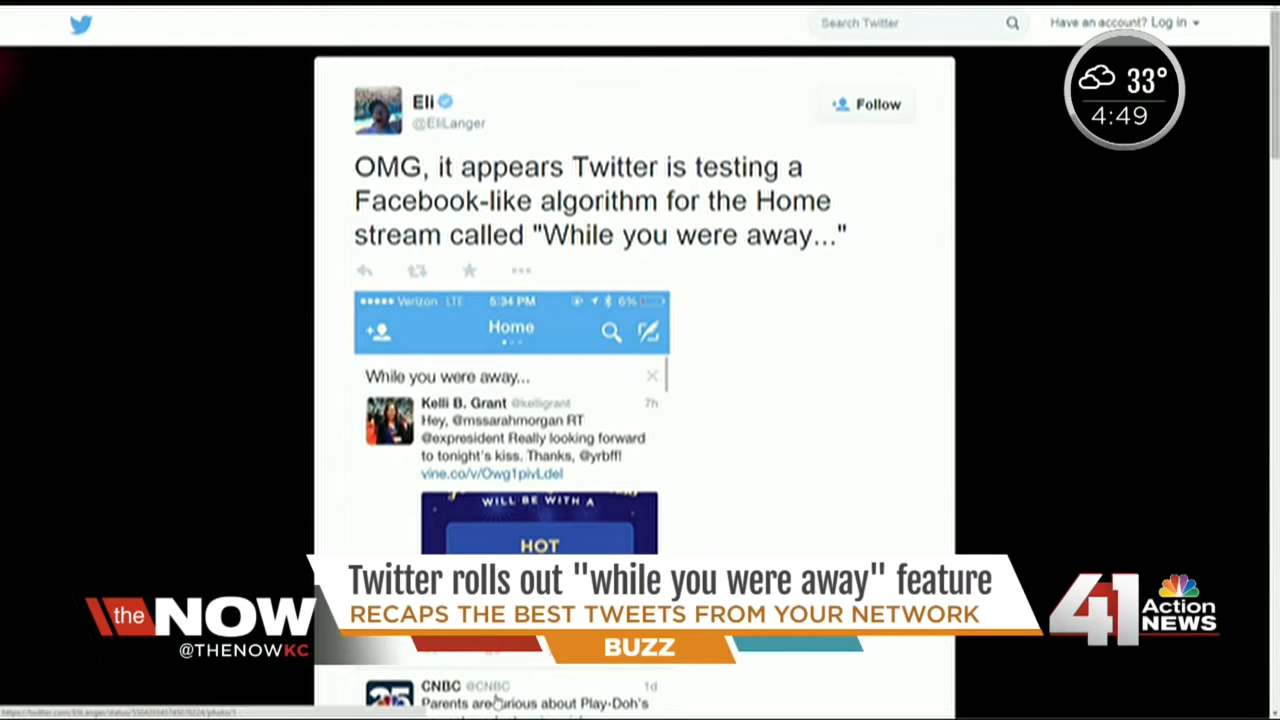 Search Twitter
Have an account? Log in
33°
4:49
Eli
@EliLanger
Follow
OMG, it appears Twitter is testing a
Facebook-like algorithm for the Home
stream called "While you were away..."
Verizon LTE 5:34 PM 6%
Home
While you were away...
Kelli B. Grant @kelligrant 7h
Hey, @mssarahmorgan RT
@expresident Really looking forward
to tonight's kiss. Thanks, @yrbff!
vine.co/v/Owg1pivLdel
WILL BE WITH A
HOT
Twitter rolls out "while you were away" feature
RECAPS THE BEST TWEETS FROM YOUR NETWORK
BUZZ
the NOW
@THENOWKC
41 Action NEWS
CNBC @CNBC 1d
Parents are furious about Play-Doh's